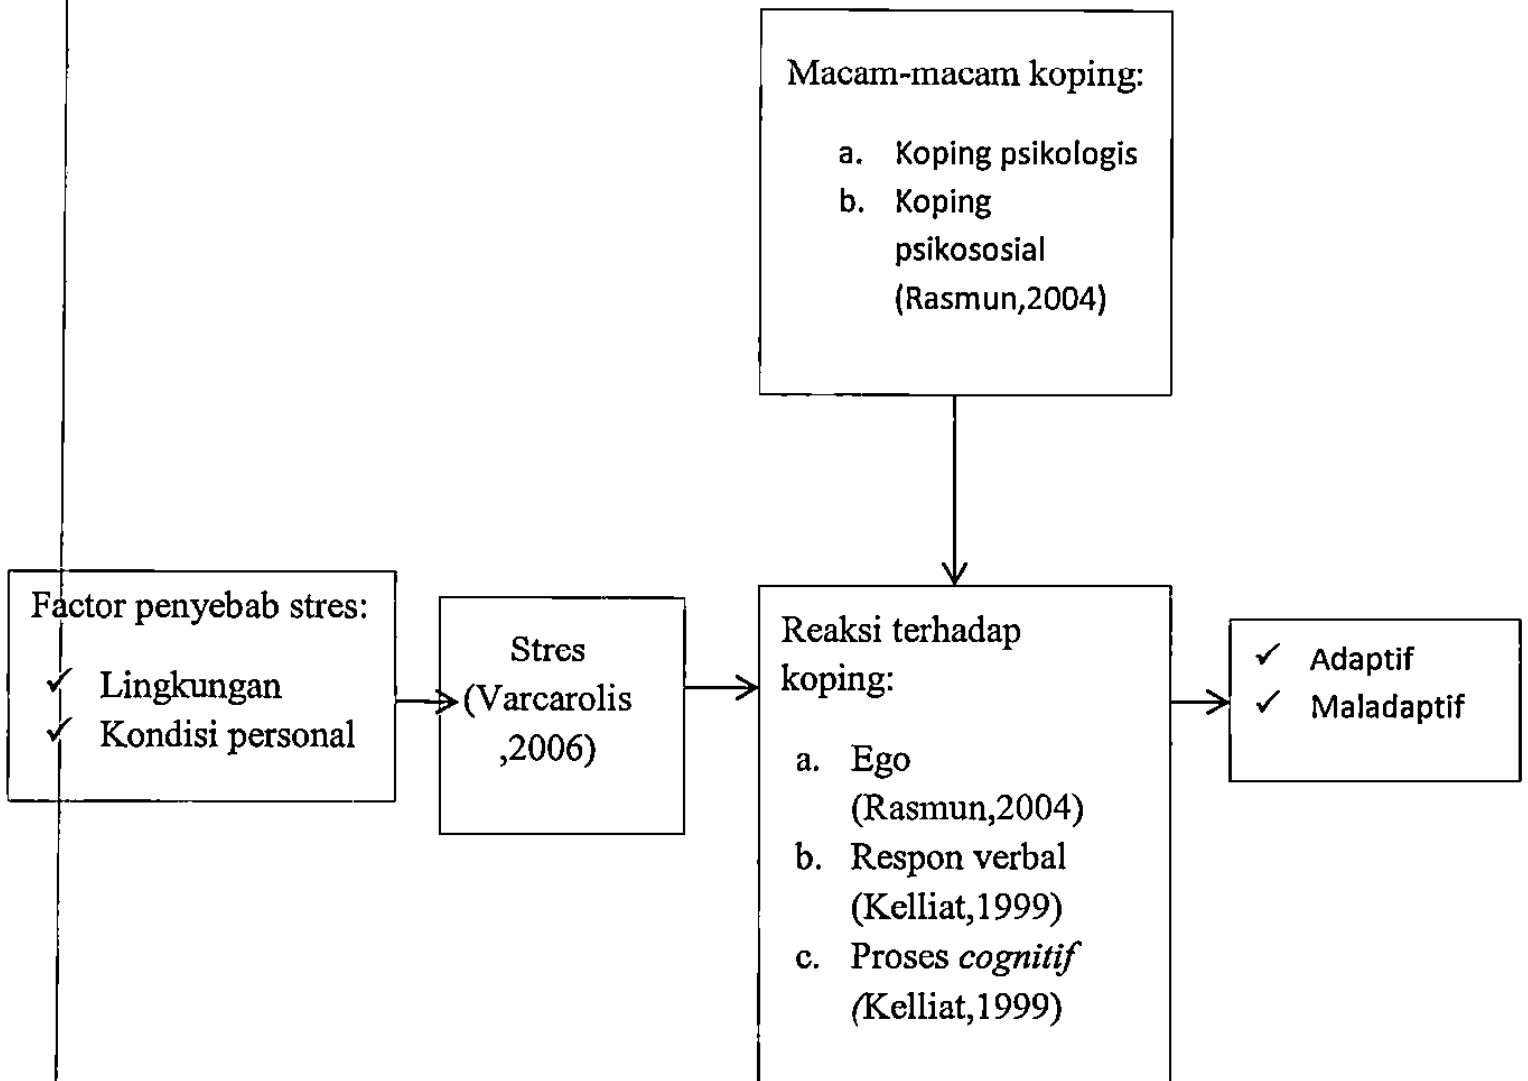 Macam-macam koping:
a. Koping psikologis
b. Koping
psikososial
(Rasmun,2004)
Factor penyebab stres:
✓ Lingkungan
✓ Kondisi personal
Stres
(Varcarolis
,2006)
Reaksi terhadap
koping:
a. Ego
(Rasmun,2004)
b. Respon verbal
(Kelliat,1999)
c. Proses cognitif
(Kelliat,1999)
✓ Adaptif
✓ Maladaptif